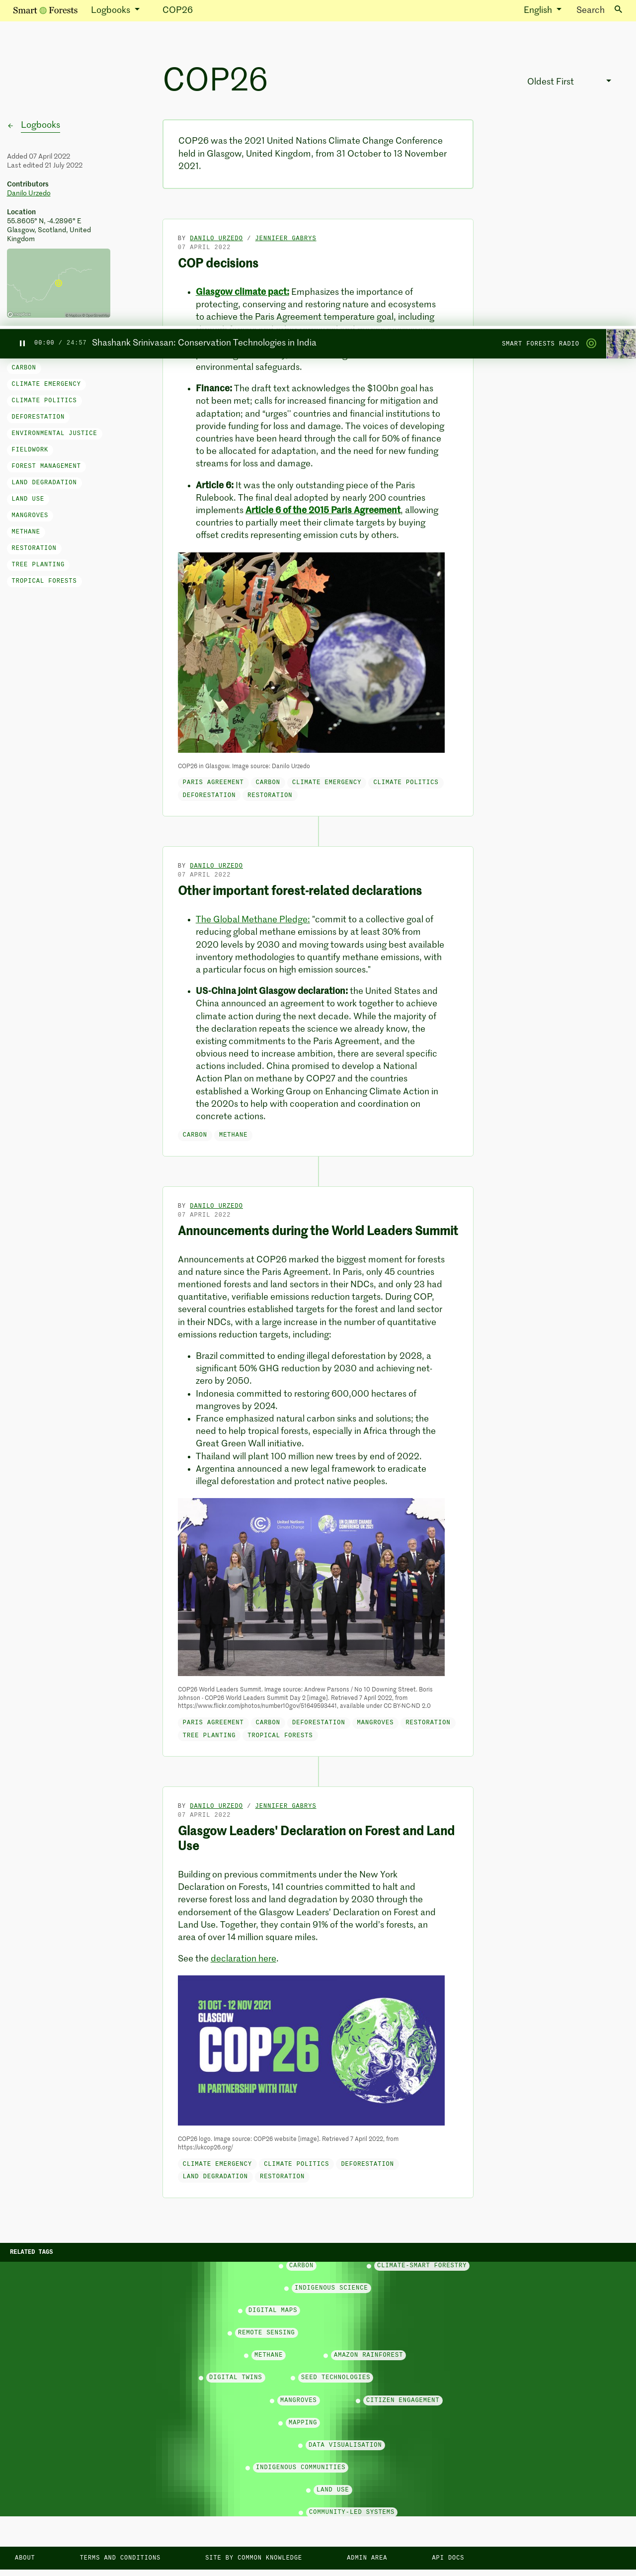 Smart Forests Logbooks COP26 English Search
COP26
Oldest First
Logbooks
COP26 was the 2021 United Nations Climate Change Conference
held in Glasgow, United Kingdom, from 31 October to 13 November
2021.
Added 07 April 2022
Last edited 21 July 2022
Contributors
Danilo Urzedo
Location
55.8605° N, -4.2896° E
Glasgow, Scotland, United
Kingdom
BY DANILO URZEDO / JENNIFER GABRYS
07 APRIL 2022
COP decisions
Glasgow climate pact: Emphasizes the importance of
protecting, conserving and restoring nature and ecosystems
to achieve the Paris Agreement temperature goal, including
00:00 / 24:57 Shashank Srinivasan: Conservation Technologies in India SMART FORESTS RADIO
environmental safeguards.
CARBON
CLIMATE EMERGENCY
CLIMATE POLITICS
DEFORESTATION
ENVIRONMENTAL JUSTICE
FIELDWORK
FOREST MANAGEMENT
LAND DEGRADATION
LAND USE
MANGROVES
METHANE
RESTORATION
TREE PLANTING
TROPICAL FORESTS
Finance: The draft text acknowledges the $100bn goal has
not been met; calls for increased financing for mitigation and
adaptation; and “urges” countries and financial institutions to
provide funding for loss and damage. The voices of developing
countries have been heard through the call for 50% of finance
to be allocated for adaptation, and the need for new funding
streams for loss and damage.
Article 6: It was the only outstanding piece of the Paris
Rulebook. The final deal adopted by nearly 200 countries
implements Article 6 of the 2015 Paris Agreement, allowing
countries to partially meet their climate targets by buying
offset credits representing emission cuts by others.
COP26 in Glasgow. Image source: Danilo Urzedo
PARIS AGREEMENT CARBON CLIMATE EMERGENCY CLIMATE POLITICS
DEFORESTATION RESTORATION
BY DANILO URZEDO
07 APRIL 2022
Other important forest-related declarations
The Global Methane Pledge: "commit to a collective goal of
reducing global methane emissions by at least 30% from
2020 levels by 2030 and moving towards using best available
inventory methodologies to quantify methane emissions, with
a particular focus on high emission sources."
US-China joint Glasgow declaration: the United States and
China announced an agreement to work together to achieve
climate action during the next decade. While the majority of
the declaration repeats the science we already know, the
existing commitments to the Paris Agreement, and the
obvious need to increase ambition, there are several specific
actions included. China promised to develop a National
Action Plan on methane by COP27 and the countries
established a Working Group on Enhancing Climate Action in
the 2020s to help with cooperation and coordination on
concrete actions.
CARBON METHANE
BY DANILO URZEDO
07 APRIL 2022
Announcements during the World Leaders Summit
Announcements at COP26 marked the biggest moment for forests
and nature since the Paris Agreement. In Paris, only 45 countries
mentioned forests and land sectors in their NDCs, and only 23 had
quantitative, verifiable emissions reduction targets. During COP,
several countries established targets for the forest and land sector
in their NDCs, with a large increase in the number of quantitative
emissions reduction targets, including:
Brazil committed to ending illegal deforestation by 2028, a
significant 50% GHG reduction by 2030 and achieving net-
zero by 2050.
Indonesia committed to restoring 600,000 hectares of
mangroves by 2024.
France emphasized natural carbon sinks and solutions; the
need to help tropical forests, especially in Africa through the
Great Green Wall initiative.
Thailand will plant 100 million new trees by end of 2022.
Argentina announced a new legal framework to eradicate
illegal deforestation and protect native peoples.
United Nations
Climate Change
UN CLIMATE CHANGE
CONFERENCE UK 2021
COP26 World Leaders Summit. Image source: Andrew Parsons / No 10 Downing Street. Boris
Johnson - COP26 World Leaders Summit Day 2 [image]. Retrieved 7 April 2022, from
https://www.flickr.com/photos/number10gov/51649593441. available under CC BY-NC-ND 2.0
PARIS AGREEMENT CARBON DEFORESTATION MANGROVES RESTORATION
TREE PLANTING TROPICAL FORESTS
BY DANILO URZEDO / JENNIFER GABRYS
07 APRIL 2022
Glasgow Leaders' Declaration on Forest and Land
Use
Building on previous commitments under the New York
Declaration on Forests, 141 countries committed to halt and
reverse forest loss and land degradation by 2030 through the
endorsement of the Glasgow Leaders' Declaration on Forest and
Land Use. Together, they contain 91% of the world's forests, an
area of over 14 million square miles.
See the declaration here.
31 OCT - 12 NOV 2021
GLASGOW
COP26
IN PARTNERSHIP WITH ITALY
COP26 logo. Image source: COP26 website [image]. Retrieved 7 April 2022, from
https://ukcop26.org/
CLIMATE EMERGENCY CLIMATE POLITICS DEFORESTATION
LAND DEGRADATION RESTORATION
RELATED TAGS
CARBON CLIMATE-SMART FORESTRY
INDIGENOUS SCIENCE
DIGITAL MAPS
REMOTE SENSING
METHANE AMAZON RAINFOREST
DIGITAL TWINS SEED TECHNOLOGIES
MANGROVES CITIZEN ENGAGEMENT
MAPPING
DATA VISUALISATION
INDIGENOUS COMMUNITIES
LAND USE
COMMUNITY-LED SYSTEMS
ABOUT TERMS AND CONDITIONS SITE BY COMMON KNOWLEDGE ADMIN AREA API DOCS